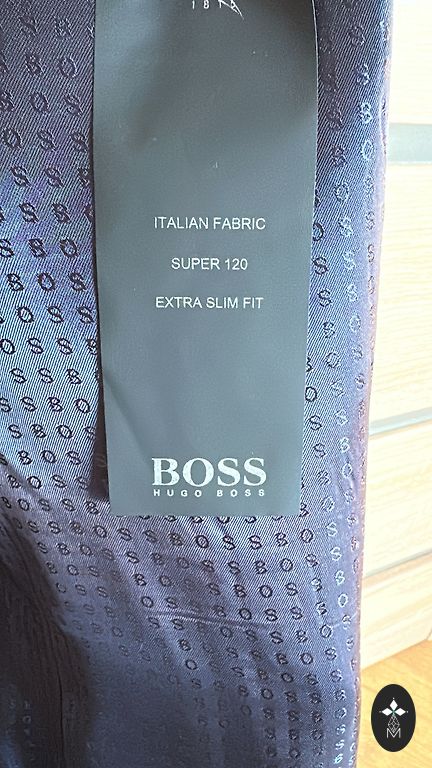 ITALIAN FABRIC
SUPER 120
EXTRA SLIM FIT
BOSS
HUGO BOSS